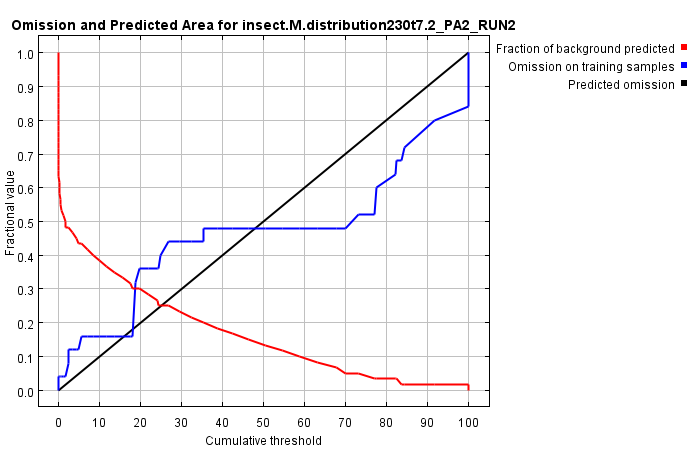 Omission and Predicted Area for insect.M.distribution230t7.2_PA2_RUN2
Fraction of background predicted
Omission on training samples
Predicted omission
Fractional value
1.0
0.9
0.8
0.7
0.6
0.5
0.4
0.3
0.2
0.1
0.0
0 10 20 30 40 50 60 70 80 90 100
Cumulative threshold